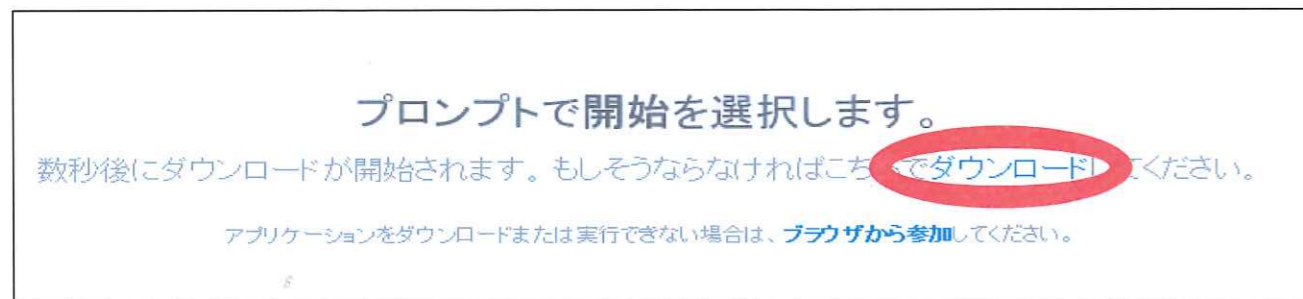 プロンプトで開始を選択します。
数秒後にダウンロードが開始されます。もしそうならなければこちらでダウンロードしてください。
アプリケーションをダウンロードまたは実行できない場合は、ブラウザから参加してください。